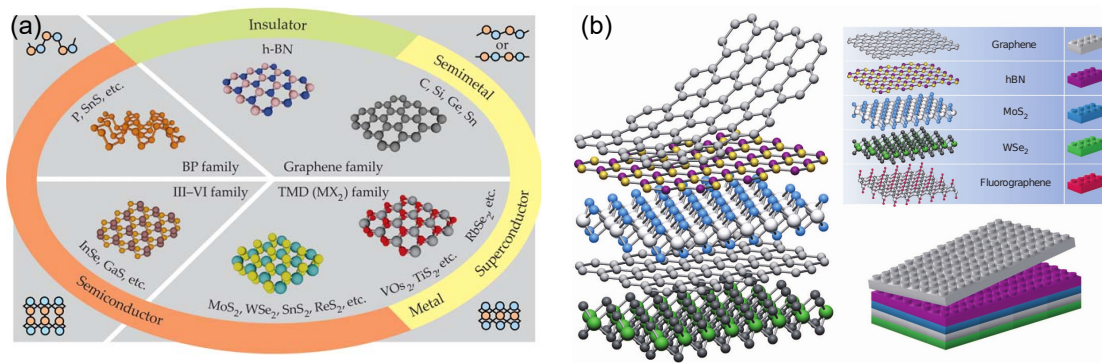 (a)
Insulator
h-BN
or
Semimetal
C, Si, Ge, Sn
P, SnS, etc.
BP family
Graphene family
III–VI family
TMD (MX2) family
InSe, GaS, etc.
MoS2, WSe2, SnS2, ReS2, etc.
VOs2, TiS2, etc.
RbSe2, etc.
Superconductor
Metal
Semiconductor
(b)
Graphene
hBN
MoS2
WSe2
Fluorographene